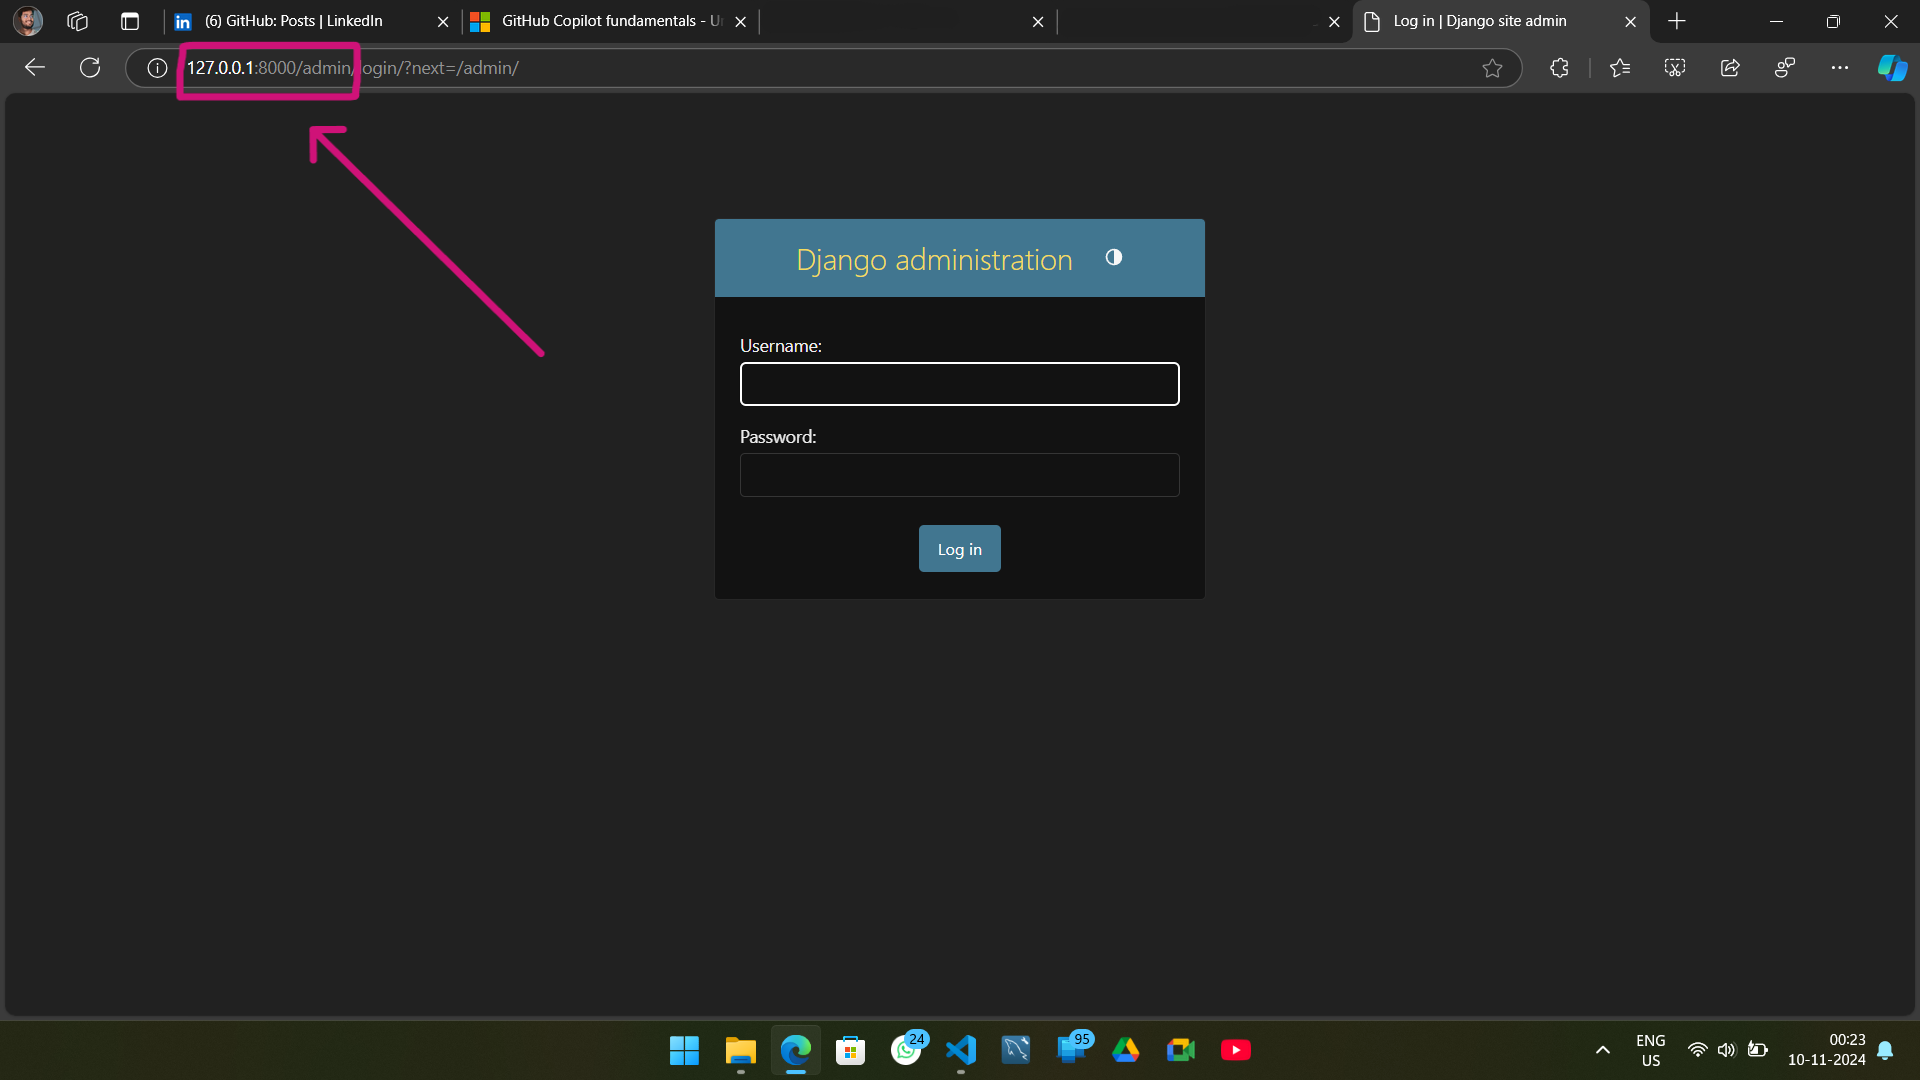 (6) GitHub: Posts | LinkedIn
GitHub Copilot fundamentals - Un
Log in | Django site admin
127.0.0.1:8000/admin/login/?next=/admin/
Django administration
Username:
Password:
Log in
24
95
ENG
US
00:23
10-11-2024